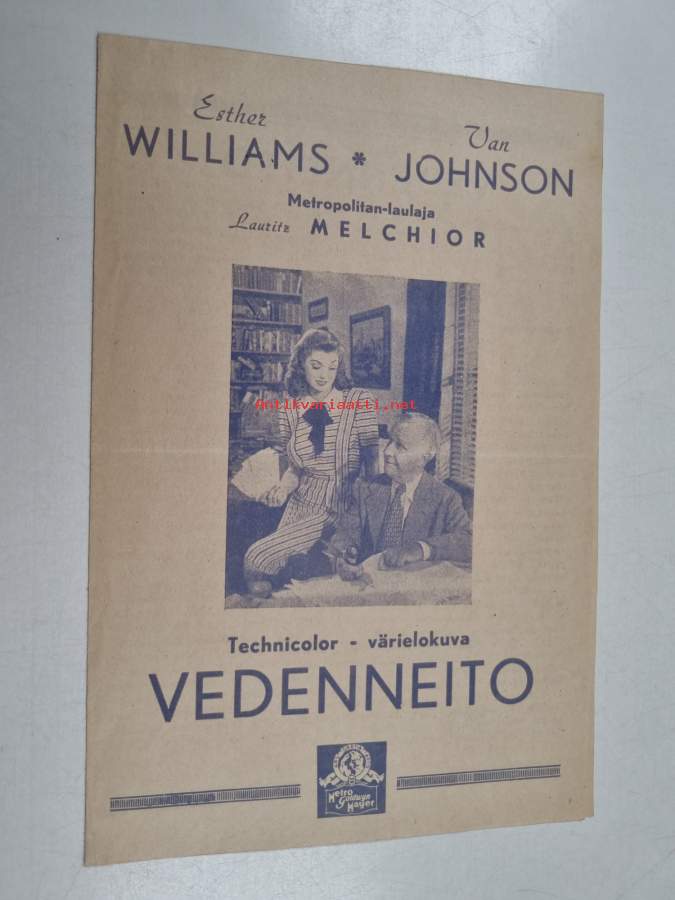 Esther
WILLIAMS * Van
JOHNSON
Metropolitan-laulaja
Lauritz MELCHIOR
Antikvariaatti.net
Technicolor - värielokuva
VEDENNEITO
Metro
Goldwyn
Mayer